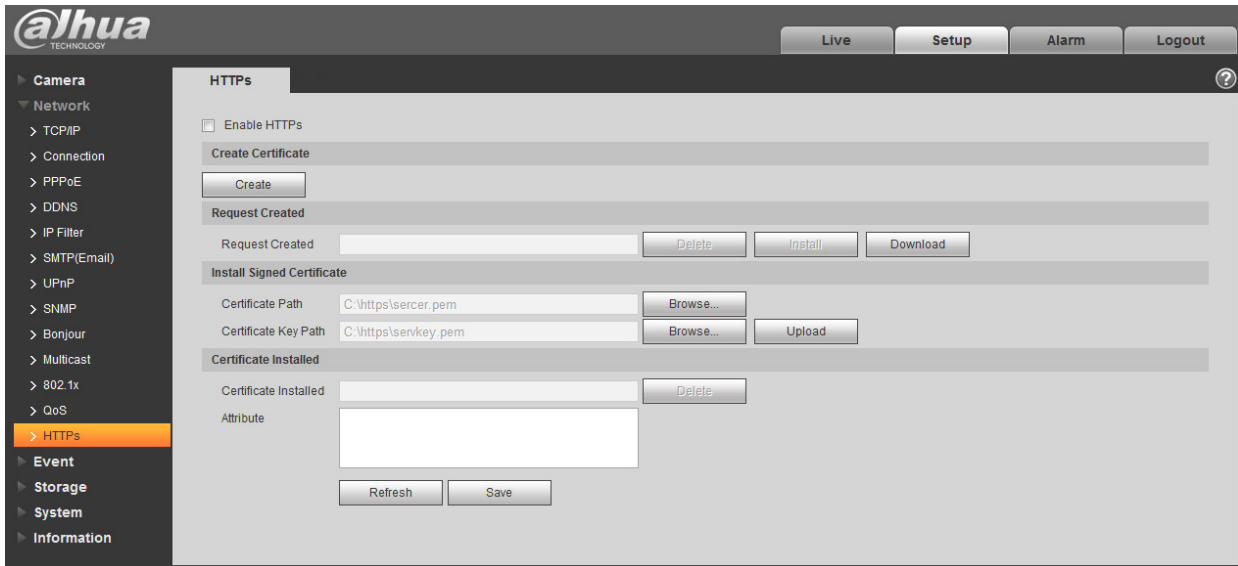 alhua
TECHNOLOGY
Live Setup Alarm Logout
Camera
Network
TCP/IP
Connection
PPPoE
DDNS
IP Filter
SMTP(Email)
UPnP
SNMP
Bonjour
Multicast
802.1x
QoS
HTTPs
Event
Storage
System
Information
HTTPs
?
Enable HTTPs
Create Certificate
Create
Request Created
Request Created Delete Install Download
Install Signed Certificate
Certificate Path C:\https\sercer.pem Browse...
Certificate Key Path C:\https\servkey.pem Browse... Upload
Certificate Installed
Certificate Installed Delete
Attribute
Refresh Save